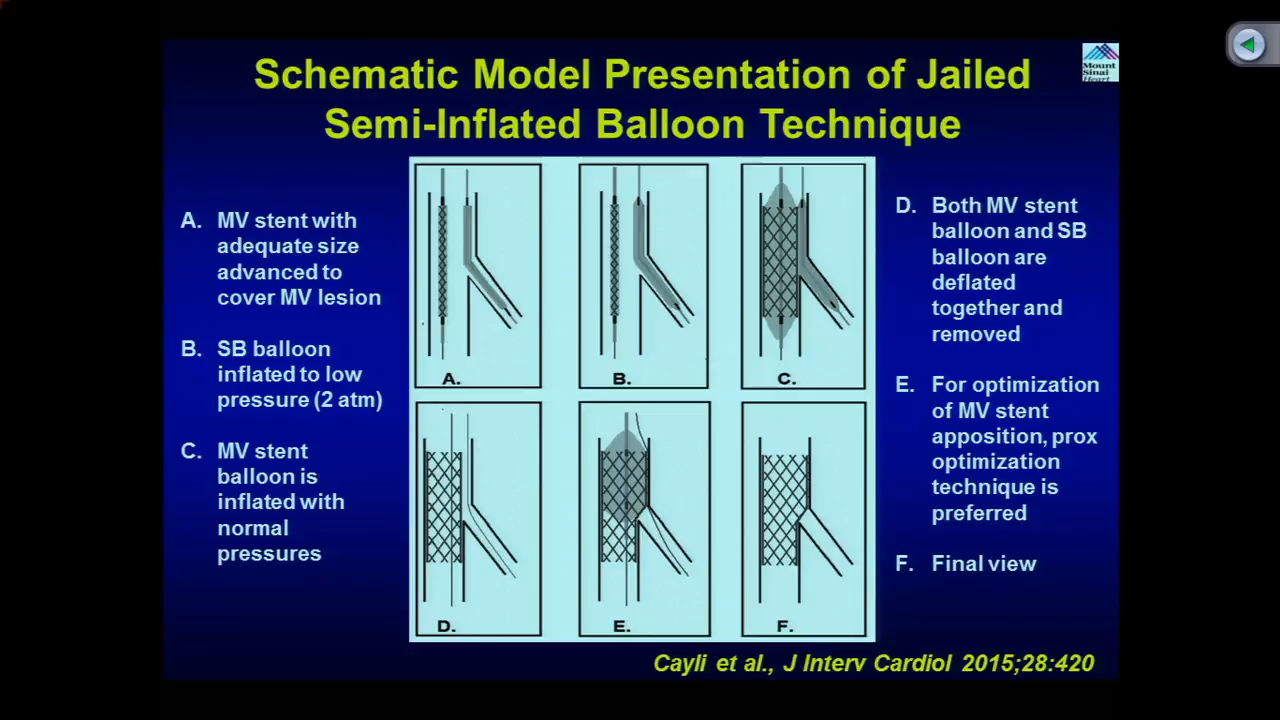 Schematic Model Presentation of Jailed
Semi-Inflated Balloon Technique
Mount
Sinai
Heart
A. MV stent with
adequate size
advanced to
cover MV lesion
B. SB balloon
inflated to low
pressure (2 atm)
C. MV stent
balloon is
inflated with
normal
pressures
A.
B.
C.
D.
E.
F.
D. Both MV stent
balloon and SB
balloon are
deflated
together and
removed
E. For optimization
of MV stent
apposition, prox
optimization
technique is
preferred
F. Final view
Cayli et al., J Interv Cardiol 2015;28:420